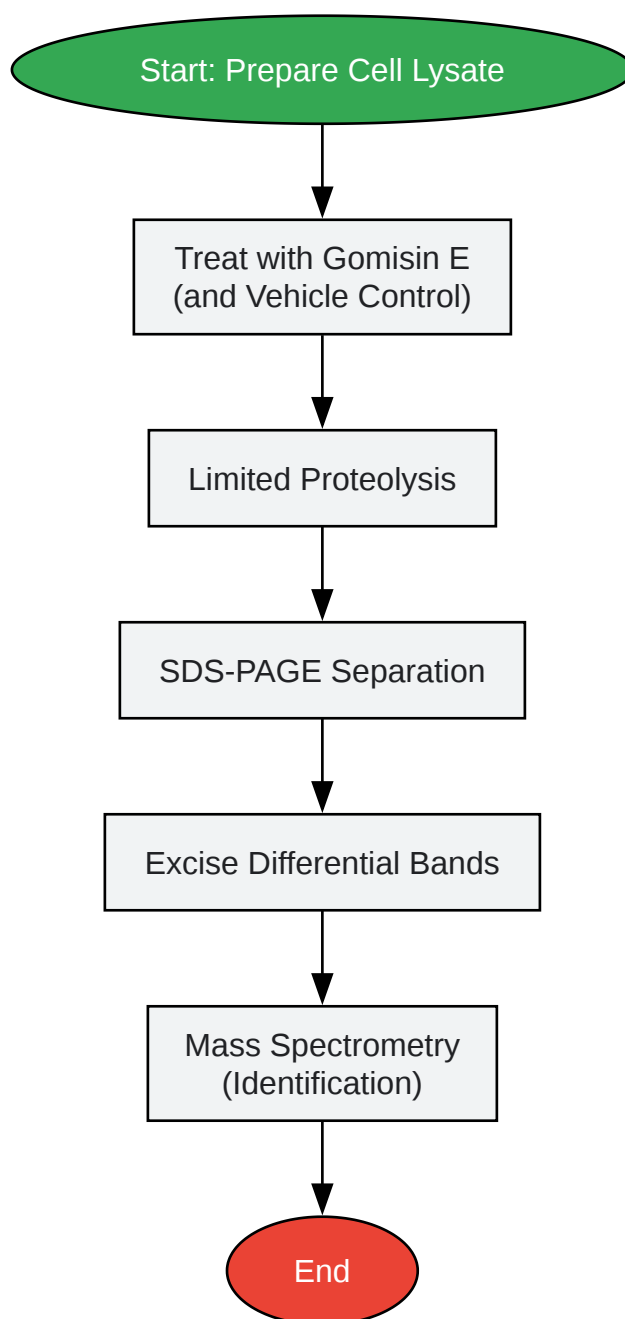 Start: Prepare Cell Lysate
Treat with Gomisin E
(and Vehicle Control)
Limited Proteolysis
SDS-PAGE Separation
Excise Differential Bands
Mass Spectrometry
(Identification)
End